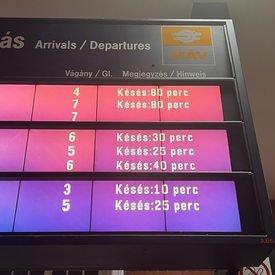 ás Arrivals / Departures
MÁV
Vágány / Gl. Megjegyzés / Hinweis
4 Késés:80 perc
7 Késés:80 perc
7
6 Késés:30 perc
5 Késés:25 perc
6 Késés:40 perc
3 Késés:10 perc
5 Késés:25 perc